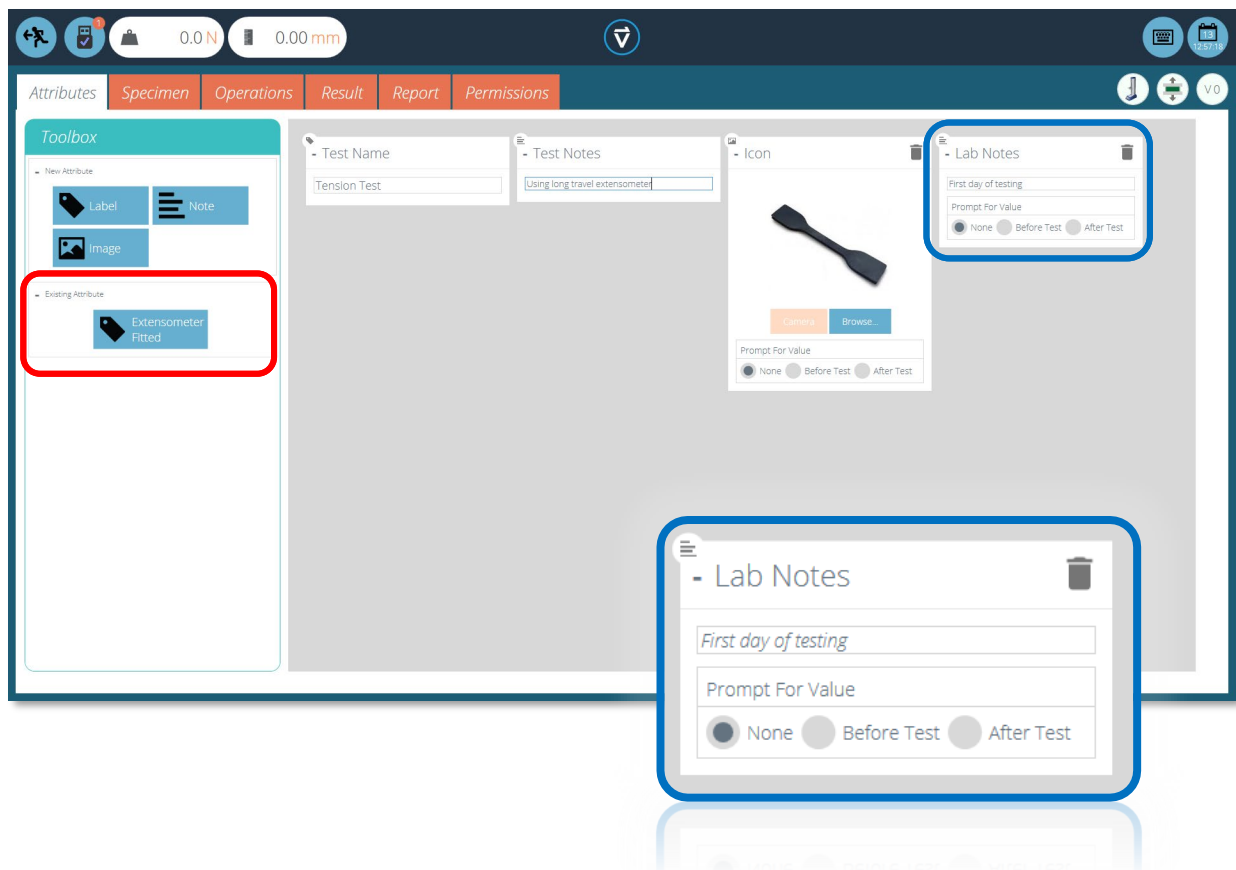 1
0.0 N
0.00 mm
13
12:57:18
Attributes Specimen Operations Result Report Permissions
V 0
Toolbox
- New Attribute
Label
Note
Image
- Existing Attribute
Extensometer
Fitted
- Test Name
Tension Test
- Test Notes
Using long travel extensometer
- Icon
Camera
Browse...
Prompt For Value
None Before Test After Test
- Lab Notes
First day of testing
Prompt For Value
None Before Test After Test
- Lab Notes
First day of testing
Prompt For Value
None Before Test After Test